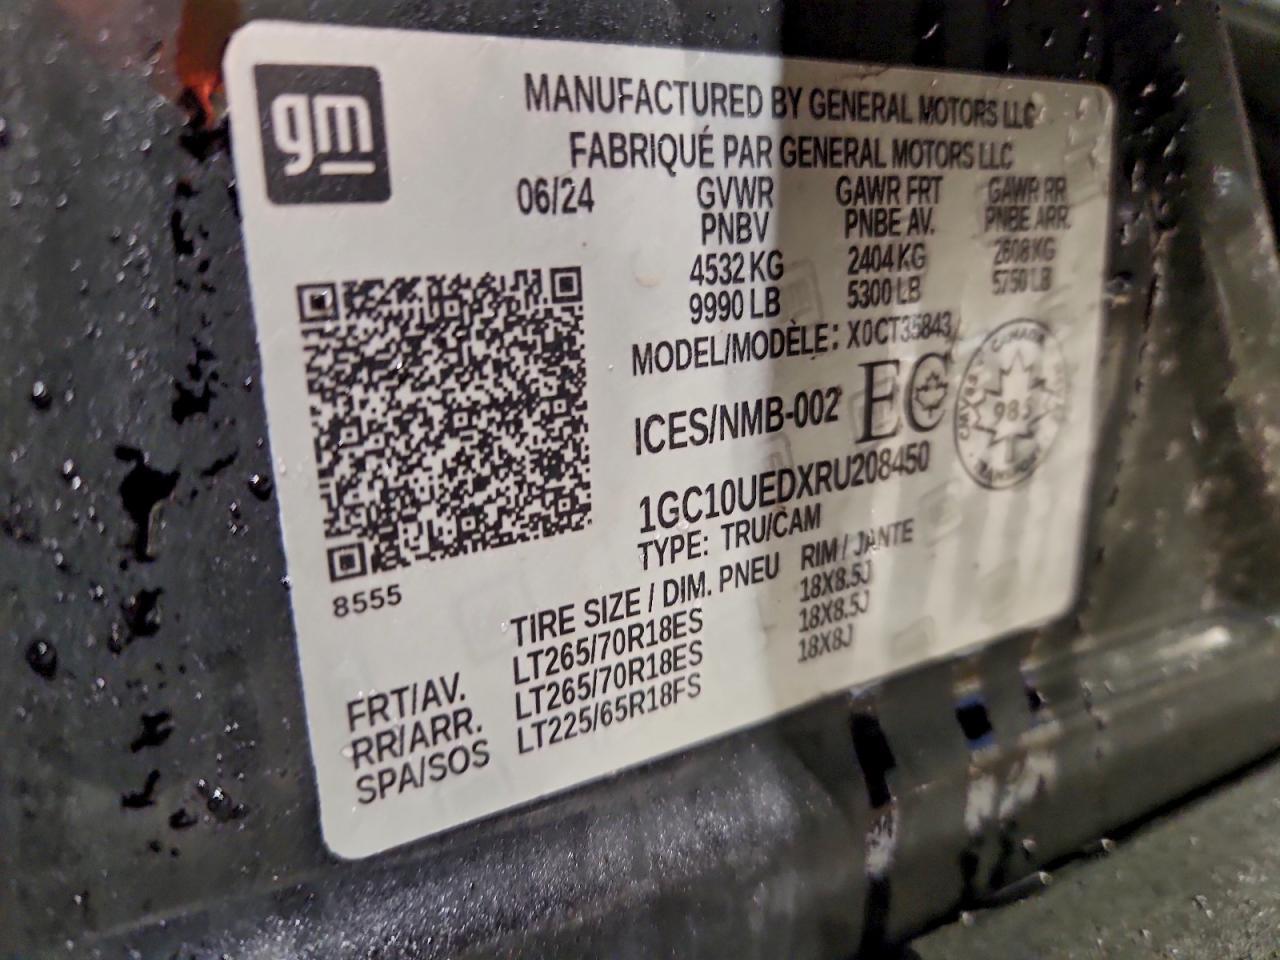 gm
MANUFACTURED BY GENERAL MOTORS LLC
FABRIQUÉ PAR GENERAL MOTORS LLC
06/24 GVWR GAWR FRT GAWR RR
PNBV PNBE AV. PNBE ARR.
4532 KG 2404 KG 2608 KG
9990 LB 5300 LB 5750 LB
MODEL/MODÈLE: X0CT35843
ICES/NMB-002 EC
CANADA
983
1GC10UEDXRU208450
TYPE: TRU/CAM
8555
TIRE SIZE / DIM. PNEU RIM / JANTE
FRT/AV. LT265/70R18ES 18X8.5J
RR/ARR. LT265/70R18ES 18X8.5J
SPA/SOS LT225/65R18FS 18X8J